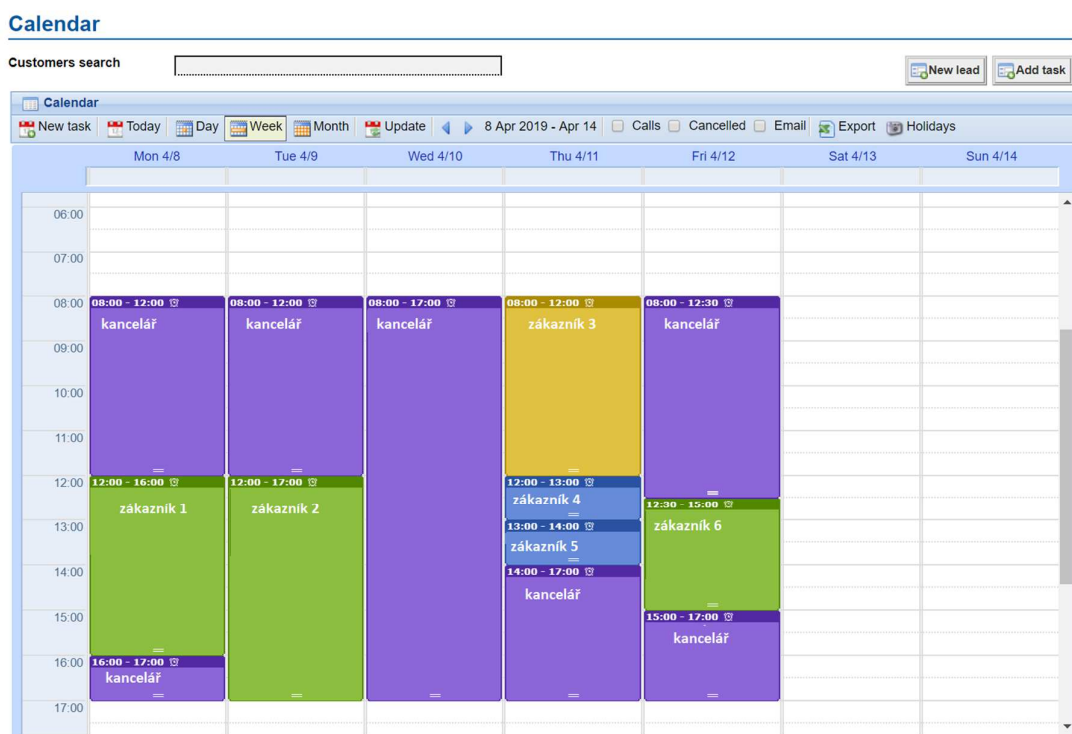 Calendar
Customers search
New lead Add task
Calendar
New task Today Day Week Month Update 8 Apr 2019 - Apr 14 Calls Cancelled Email Export Holidays
Mon 4/8 Tue 4/9 Wed 4/10 Thu 4/11 Fri 4/12 Sat 4/13 Sun 4/14
06:00
07:00
08:00 08:00 - 12:00 08:00 - 12:00 08:00 - 17:00 08:00 - 12:00 08:00 - 12:30
kancelář kancelář kancelář zákazník 3 kancelář
09:00
10:00
11:00
12:00 12:00 - 16:00 12:00 - 17:00 12:00 - 13:00
zákazník 1 zákazník 2 zákazník 4
12:30 - 15:00
13:00 13:00 - 14:00 zákazník 6
zákazník 5
14:00 14:00 - 17:00
kancelář
15:00 15:00 - 17:00
kancelář
16:00 16:00 - 17:00
kancelář
17:00